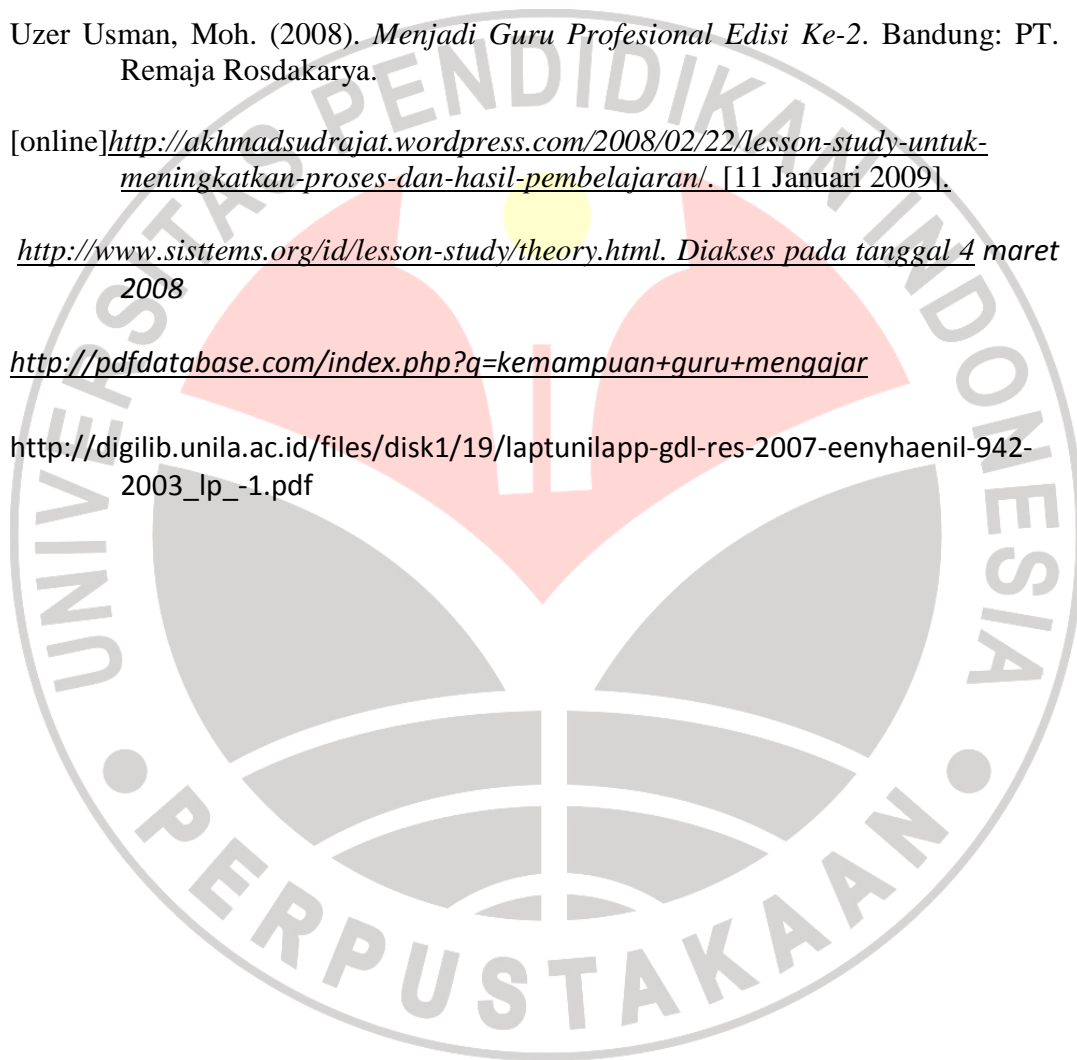 Uzer Usman, Moh. (2008). Menjadi Guru Profesional Edisi Ke-2. Bandung: PT.
Remaja Rosdakarya.
[online]http://akhmadsudrajat.wordpress.com/2008/02/22/lesson-study-untuk-
meningkatkan-proses-dan-hasil-pembelajaran/. [11 Januari 2009].
http://www.sisttems.org/id/lesson-study/theory.html. Diakses pada tanggal 4 maret
2008
http://pdfdatabase.com/index.php?q=kemampuan+guru+mengajar
http://digilib.unila.ac.id/files/disk1/19/laptunilapp-gdl-res-2007-eenyhaenil-942-
2003_lp_-1.pdf
UNIVERSITAS PENDIDIKAN INDONESIA
PERPUSTAKAAN